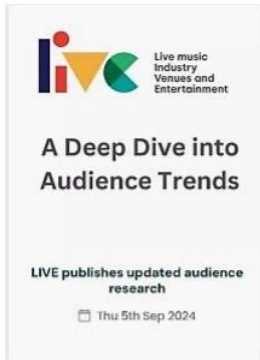 live
Live music
Industry
Venues and
Entertainment
A Deep Dive into
Audience Trends
LIVE publishes updated audience
research
Thu 5th Sep 2024